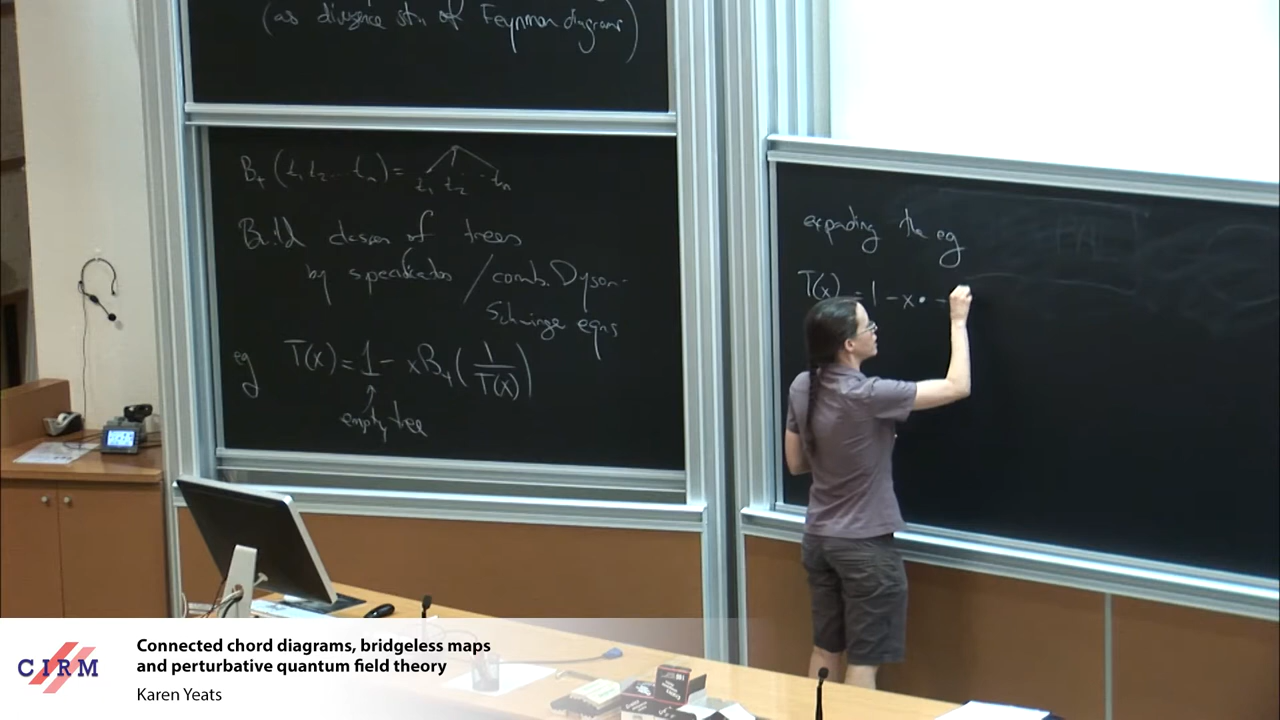 (as divergence stru of Feynman diagrams)
B₊(t₁ t₂ ... tₙ) =
t₁ t₂ ... tₙ
Build classes of trees
by specification / comb. Dyson-
Schwinger eqns
eg T(x) = 1 - xB₊(1/T(x))
empty tree
expanding the eg
T(x) = 1 - x • -
CIRM
Connected chord diagrams, bridgeless maps
and perturbative quantum field theory
Karen Yeats